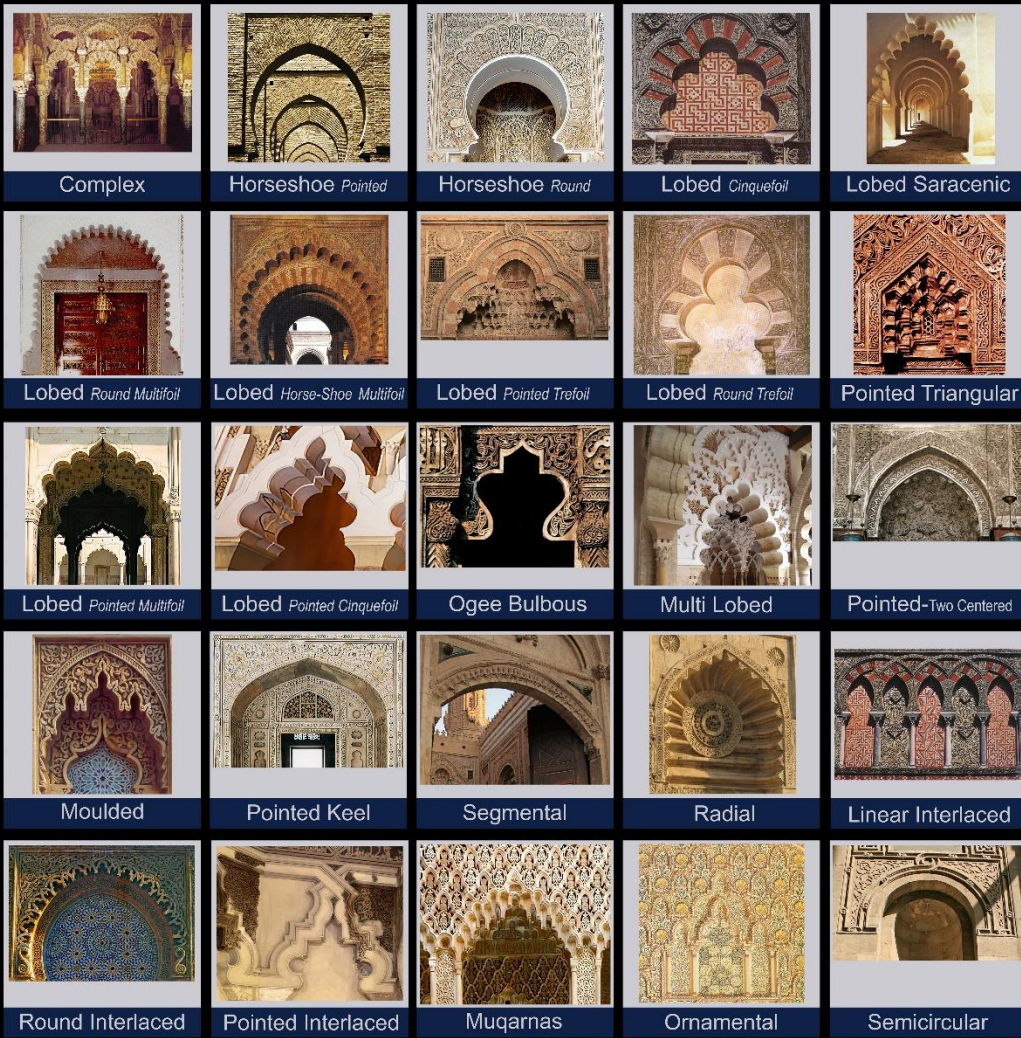 Complex
Horseshoe Pointed
Horseshoe Round
Lobed Cinquefoil
Lobed Saracenic
Lobed Round Multifoil
Lobed Horse-Shoe Multifoil
Lobed Pointed Trefoil
Lobed Round Trefoil
Pointed Triangular
Lobed Pointed Multifoil
Lobed Pointed Cinquefoil
Ogee Bulbous
Multi Lobed
Pointed-Two Centered
Moulded
Pointed Keel
Segmental
Radial
Linear Interlaced
Round Interlaced
Pointed Interlaced
Muqarnas
Ornamental
Semicircular